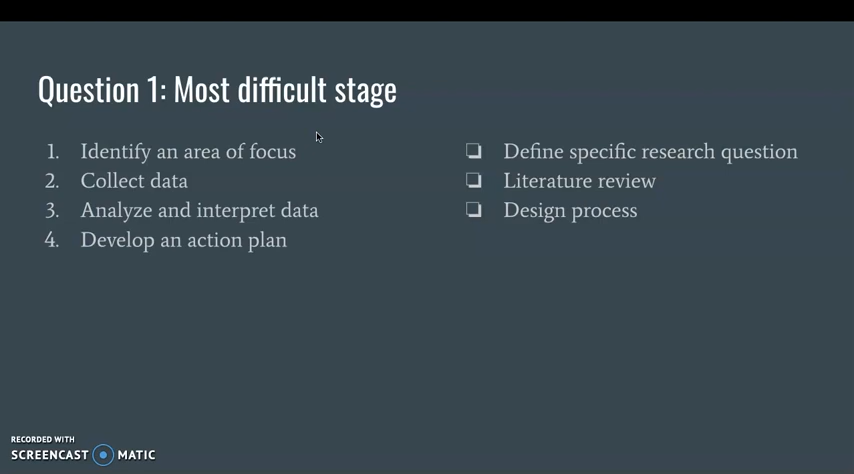 Question 1: Most difficult stage
1. Identify an area of focus
2. Collect data
3. Analyze and interpret data
4. Develop an action plan
❏ Define specific research question
❏ Literature review
❏ Design process
RECORDED WITH
SCREENCAST MATIC